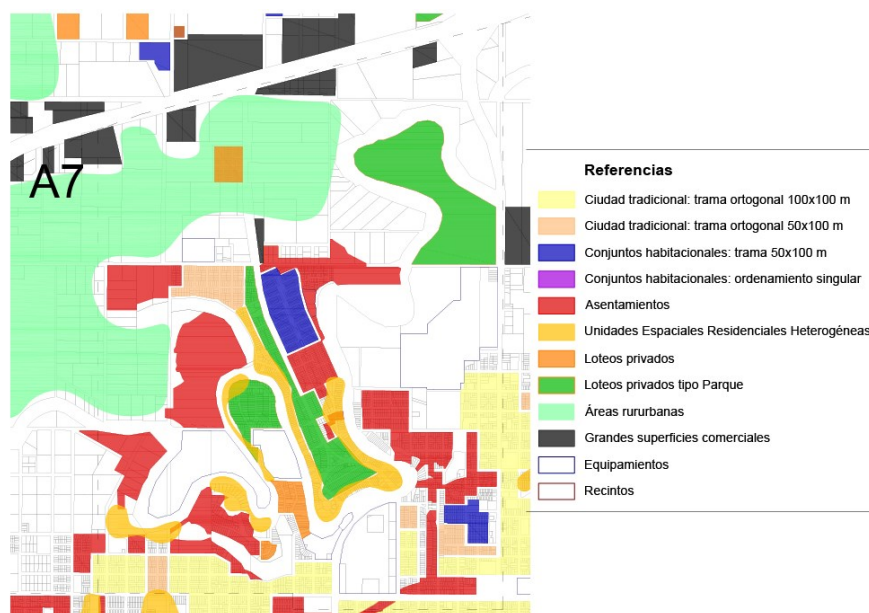 A7
Referencias
Ciudad tradicional: trama ortogonal 100x100 m
Ciudad tradicional: trama ortogonal 50x100 m
Conjuntos habitacionales: trama 50x100 m
Conjuntos habitacionales: ordenamiento singular
Asentamientos
Unidades Espaciales Residenciales Heterogéneas
Loteos privados
Loteos privados tipo Parque
Áreas rururbanas
Grandes superficies comerciales
Equipamientos
Recintos